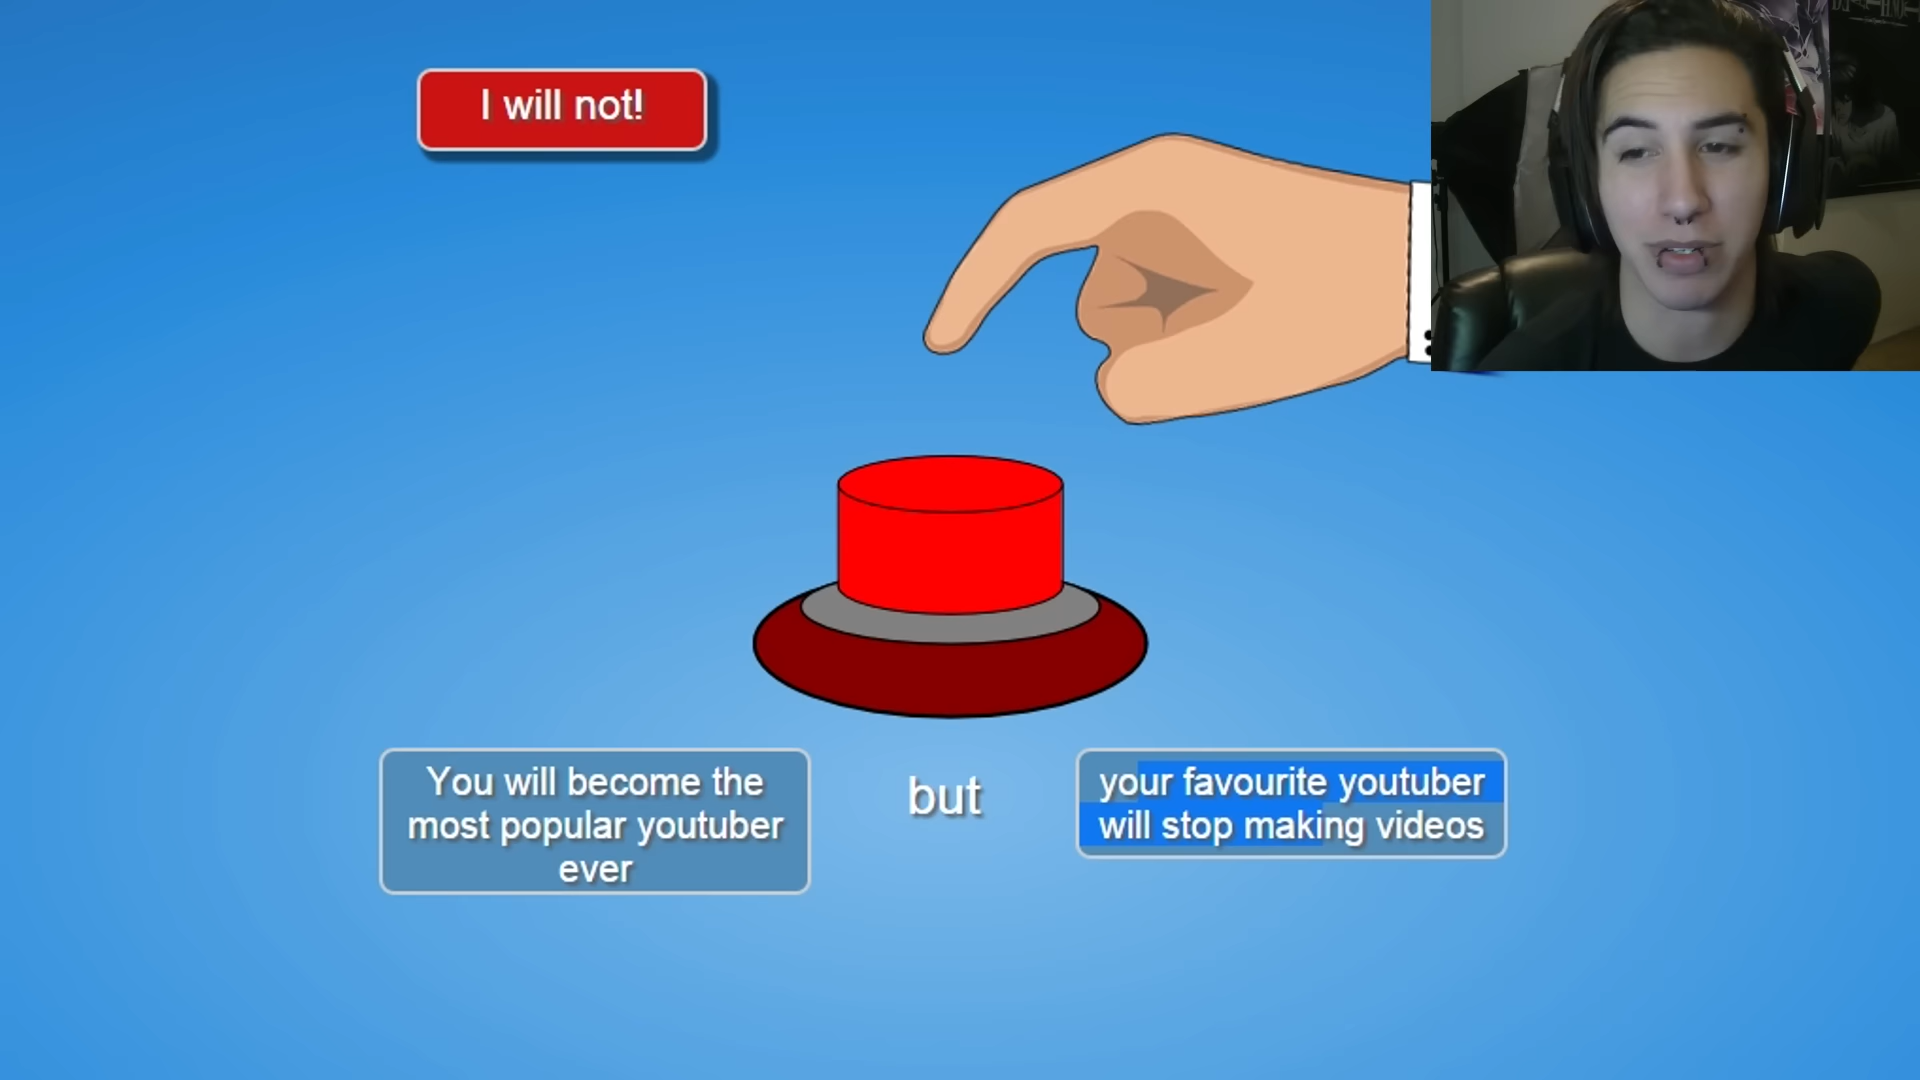 I will not!
You will become the
most popular youtuber
ever
but
your favourite youtuber
will stop making videos